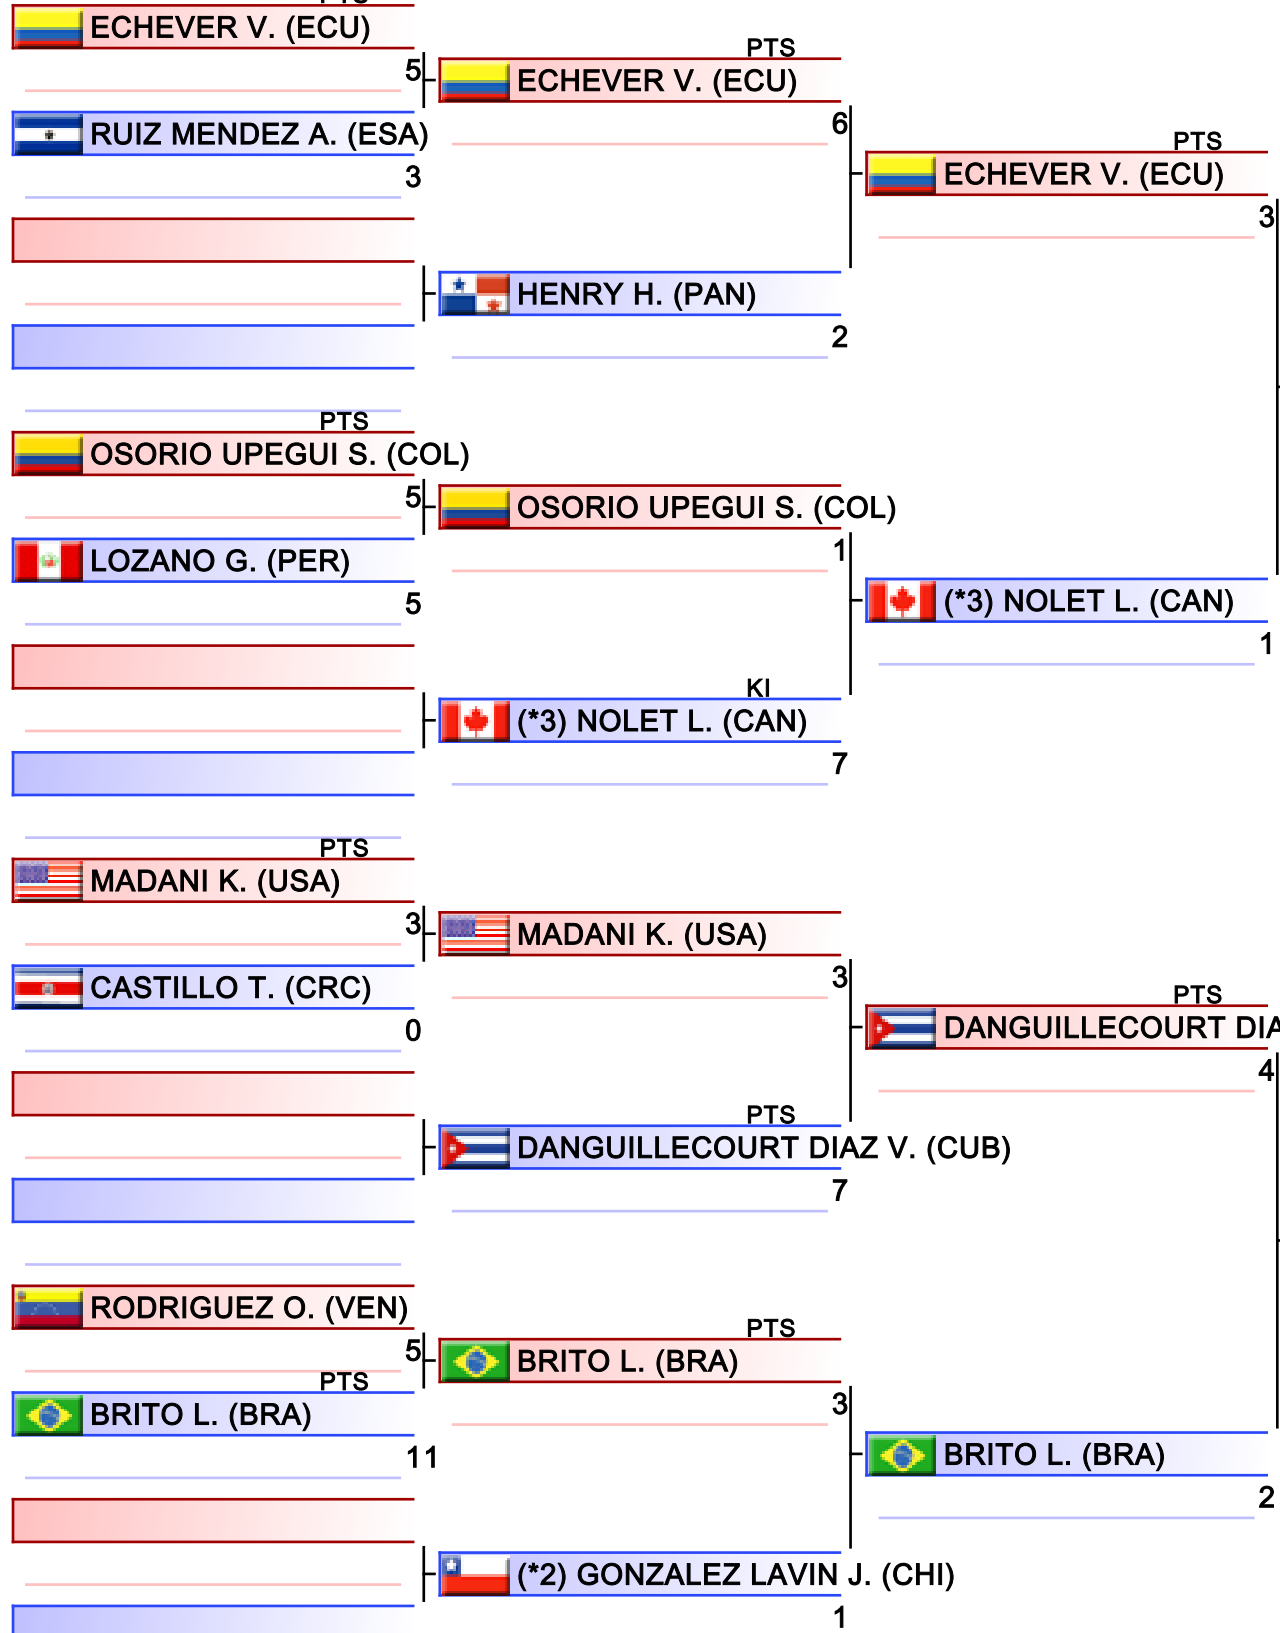 PTS
ECHEVER V. (ECU)
5
RUIZ MENDEZ A. (ESA)
3
PTS
OSORIO UPEGUI S. (COL)
5
LOZANO G. (PER)
5
PTS
MADANI K. (USA)
3
CASTILLO T. (CRC)
0
RODRIGUEZ O. (VEN)
5
PTS
BRITO L. (BRA)
11
PTS
ECHEVER V. (ECU)
6
HENRY H. (PAN)
2
OSORIO UPEGUI S. (COL)
1
KI
(*3) NOLET L. (CAN)
7
MADANI K. (USA)
3
PTS
DANGUILLECOURT DIAZ V. (CUB)
7
PTS
BRITO L. (BRA)
3
(*2) GONZALEZ LAVIN J. (CHI)
1
PTS
ECHEVER V. (ECU)
3
(*3) NOLET L. (CAN)
1
PTS
DANGUILLECOURT DIA
4
BRITO L. (BRA)
2